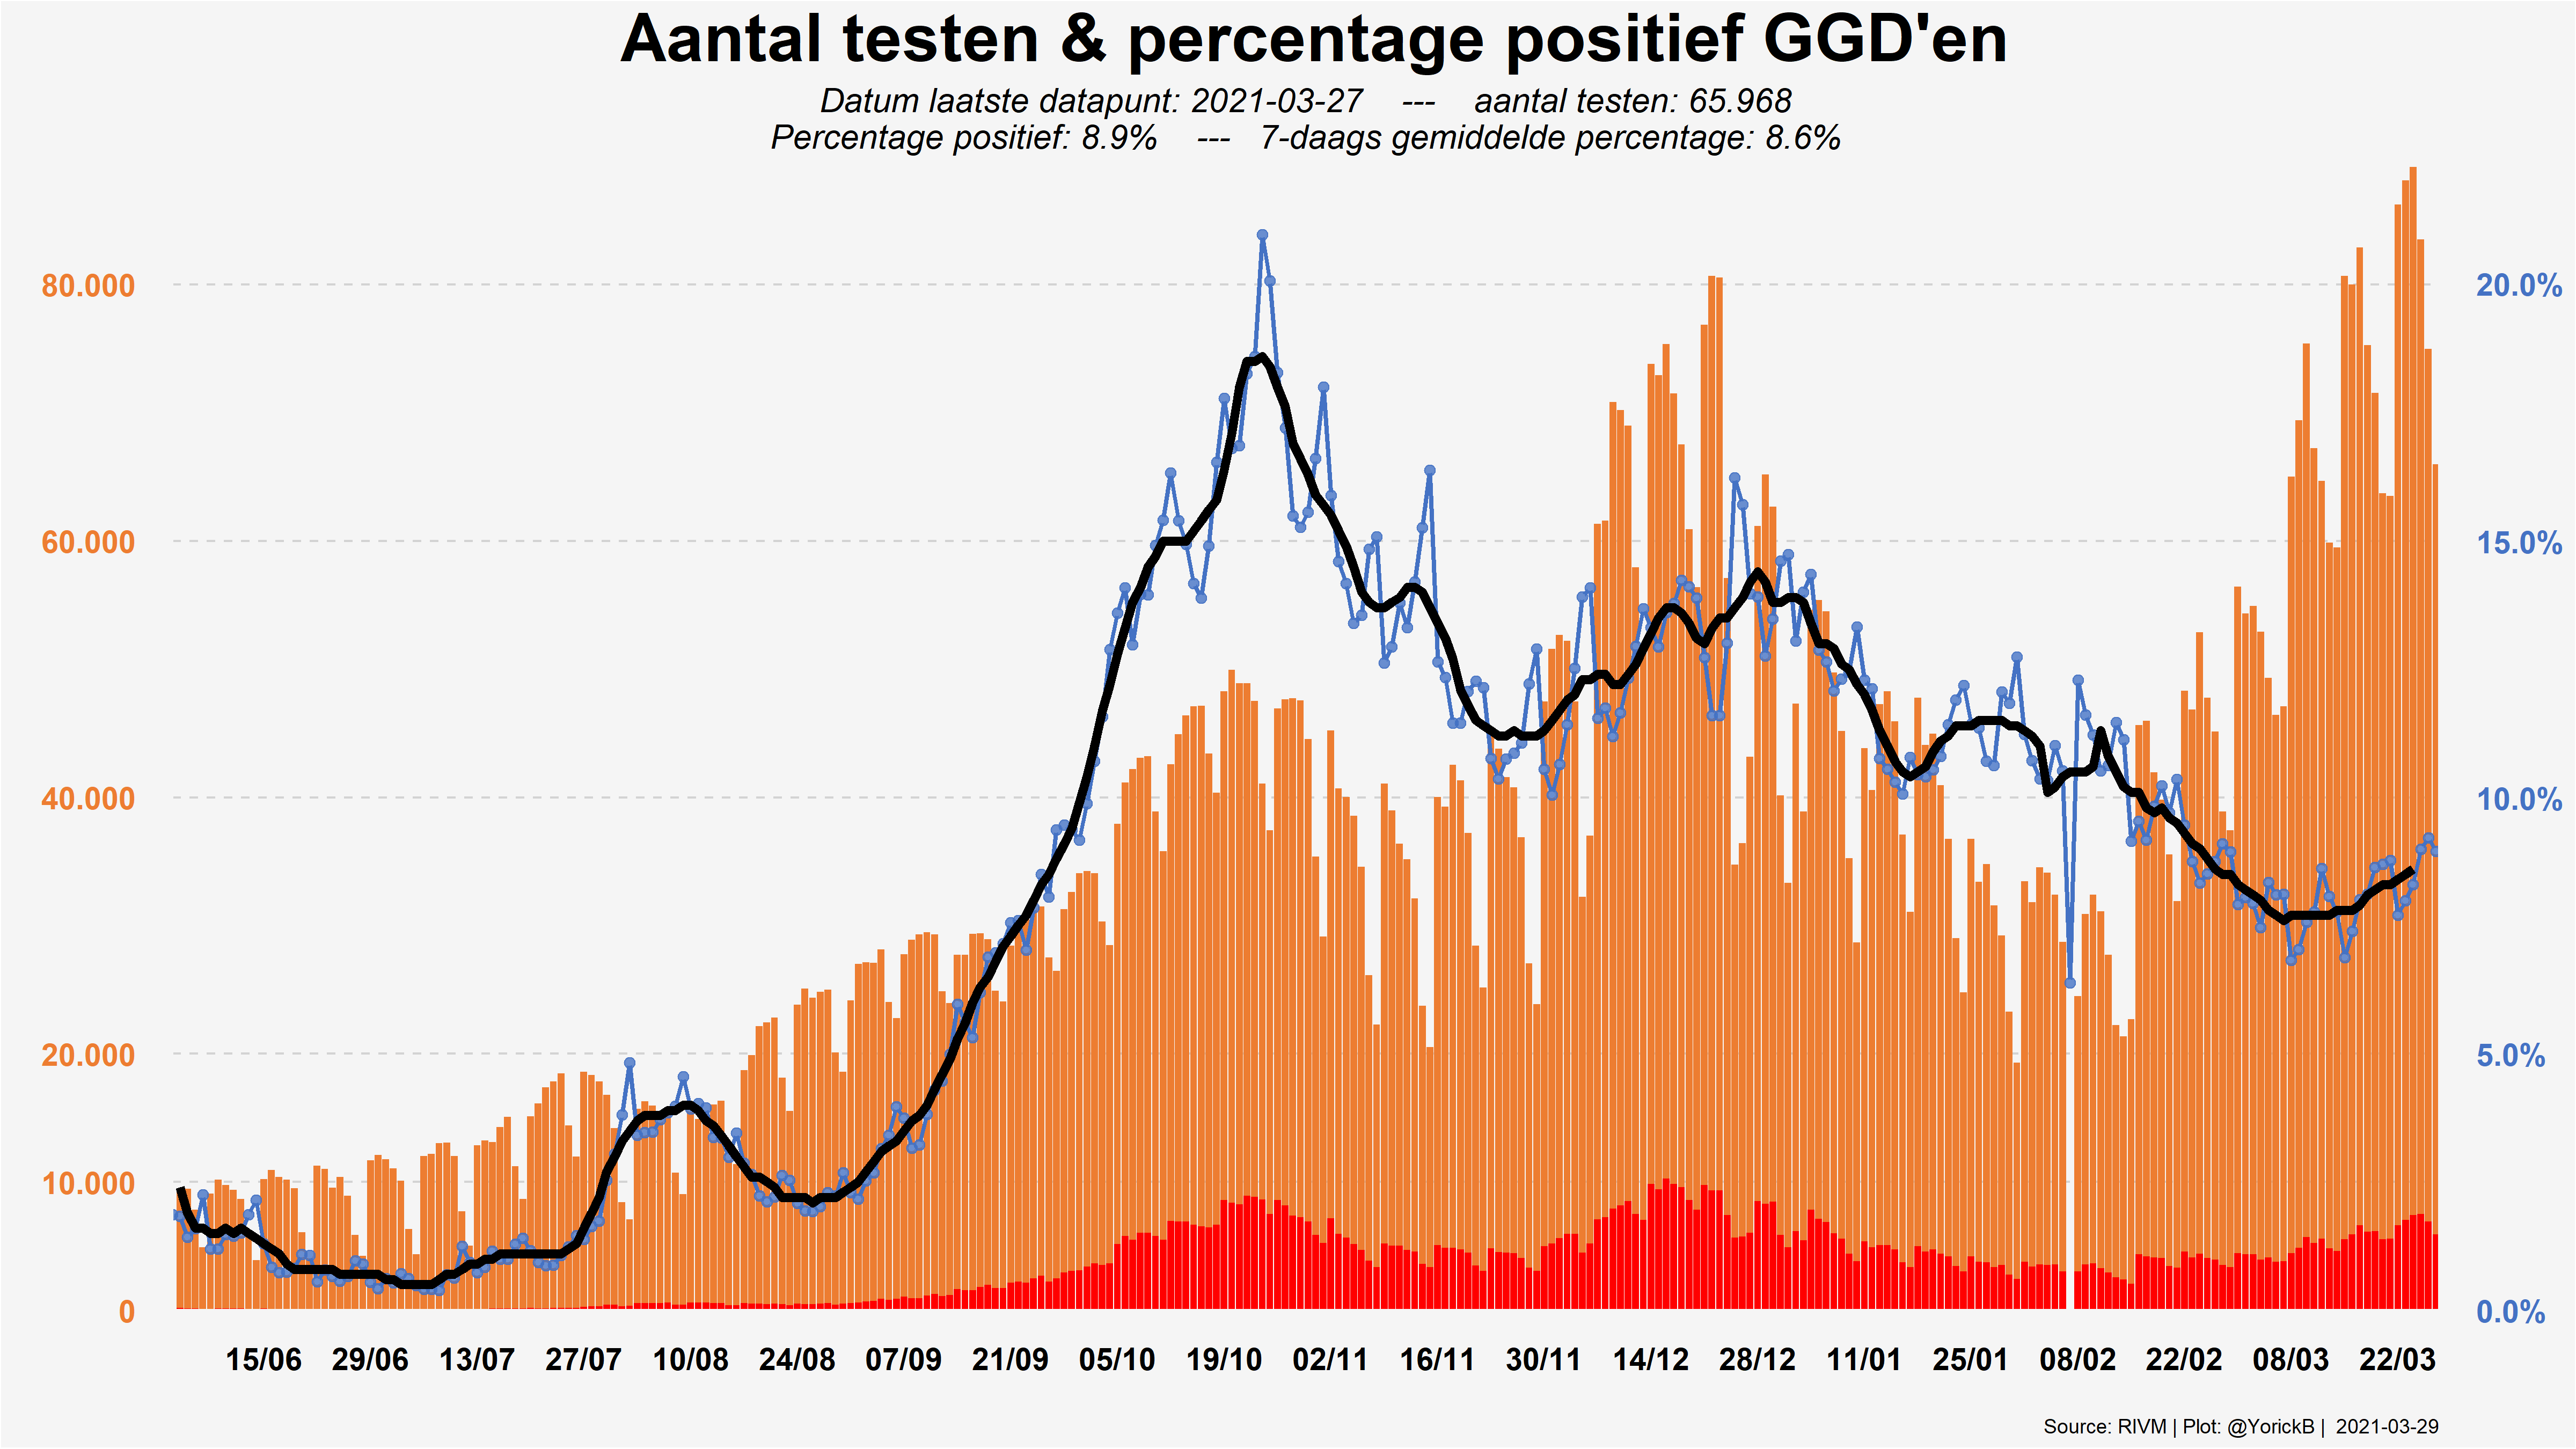 Aantal testen & percentage positief GGD'en
Datum laatste datapunt: 2021-03-27 --- aantal testen: 65.968
Percentage positief: 8.9% --- 7-daags gemiddelde percentage: 8.6%
80.000
60.000
40.000
20.000
10.000
0
20.0%
15.0%
10.0%
5.0%
0.0%
15/06 29/06 13/07 27/07 10/08 24/08 07/09 21/09 05/10 19/10 02/11 16/11 30/11 14/12 28/12 11/01 25/01 08/02 22/02 08/03 22/03
Source: RIVM | Plot: @YorickB | 2021-03-29